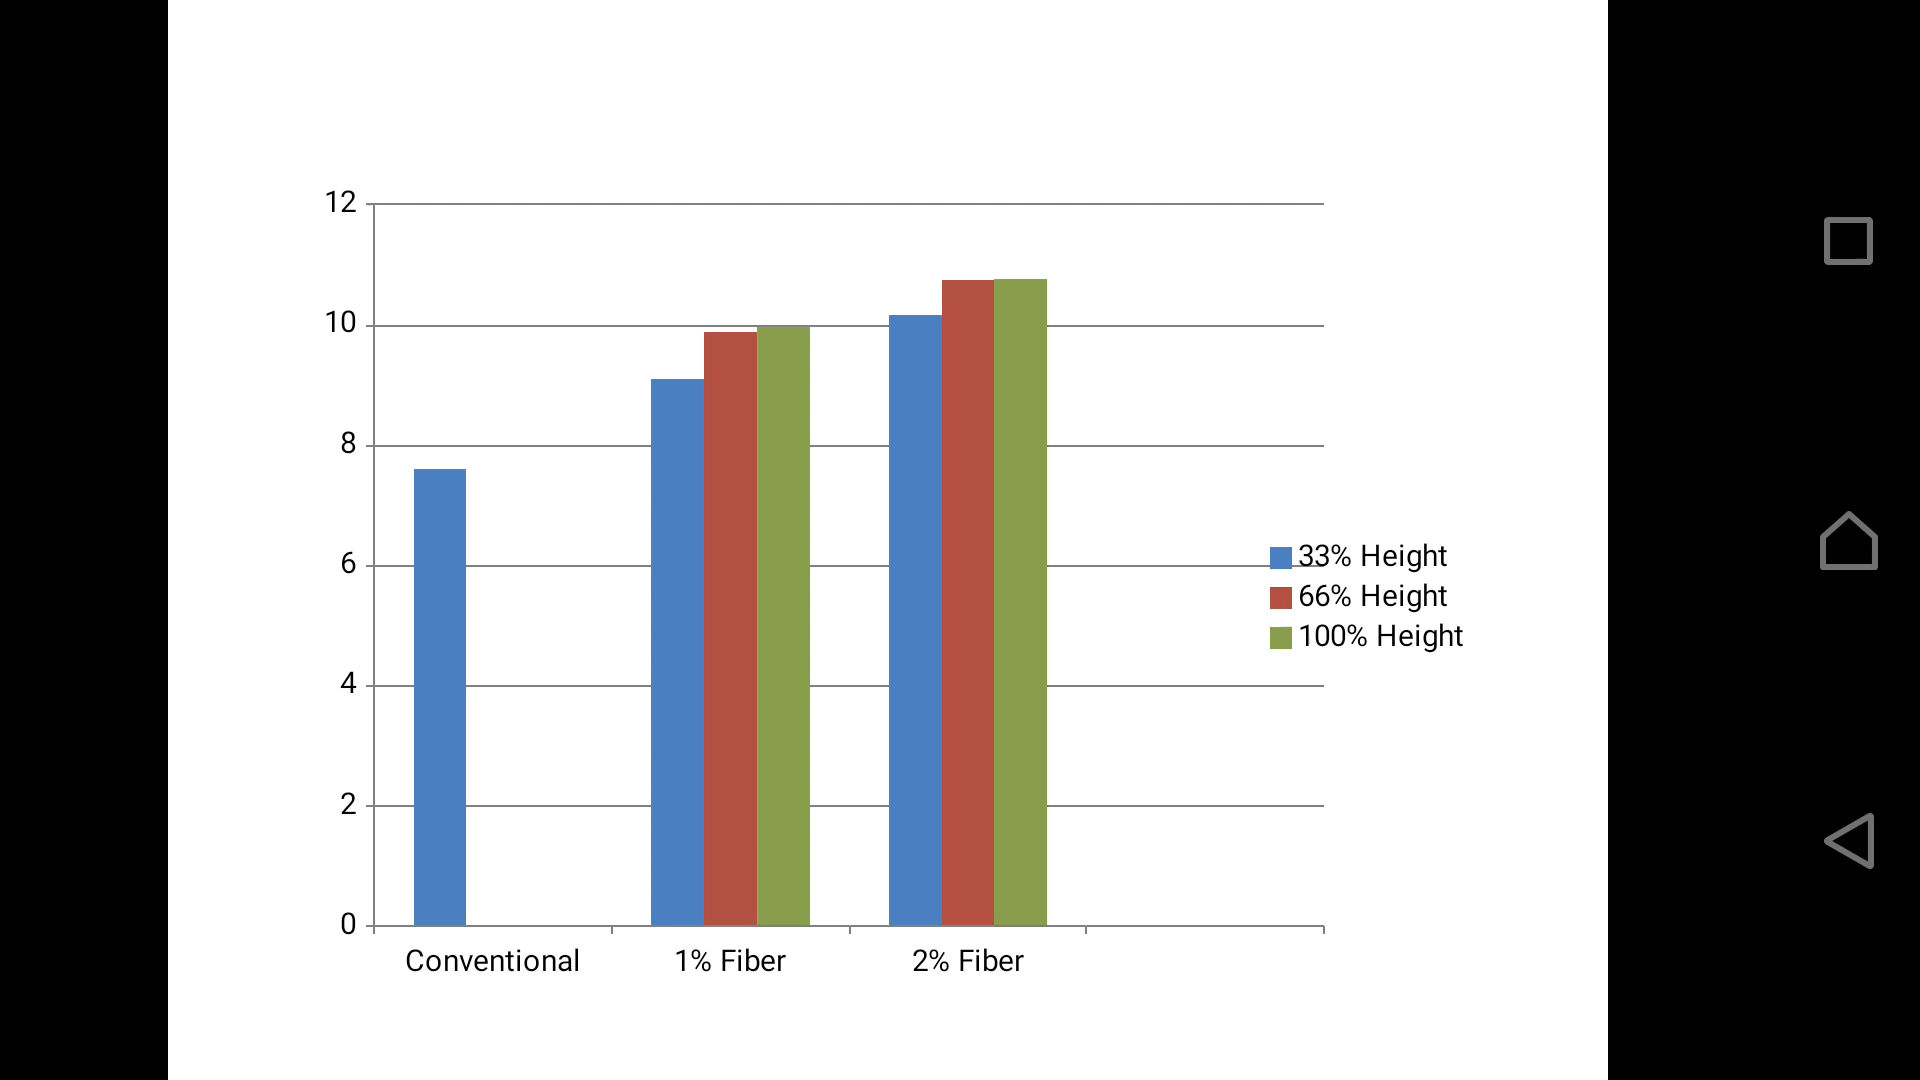 12
10
8
6
4
2
0
Conventional 1% Fiber 2% Fiber
33% Height
66% Height
100% Height